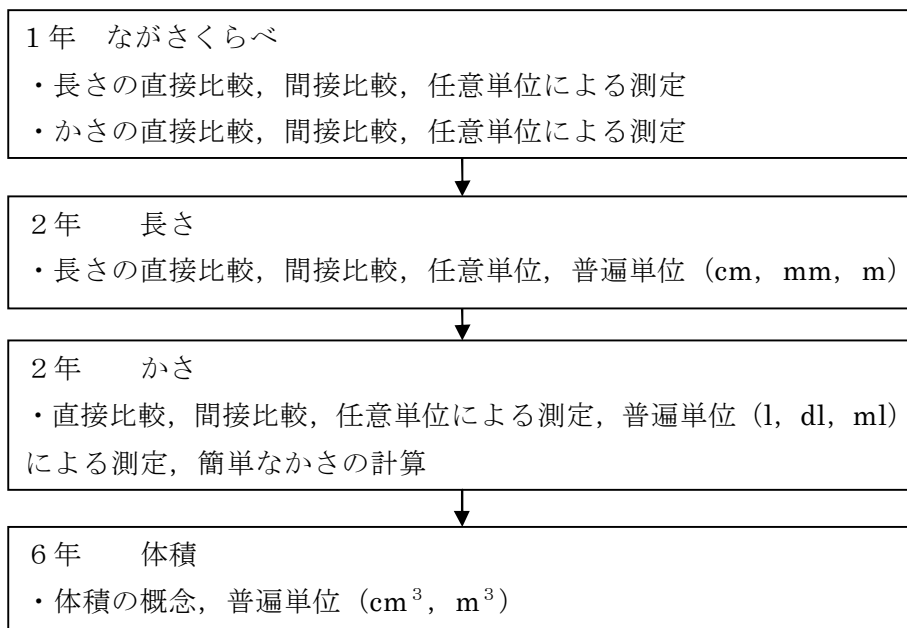 １年　ながさくらべ
・長さの直接比較，間接比較，任意単位による測定
・かさの直接比較，間接比較，任意単位による測定
２年　　長さ
・長さの直接比較，間接比較，任意単位，普遍単位（cm，mm，m）
２年　　かさ
・直接比較，間接比較，任意単位による測定，普遍単位（l，dl，ml）
による測定，簡単なかさの計算
６年　　体積
・体積の概念，普遍単位（cm³，m³）